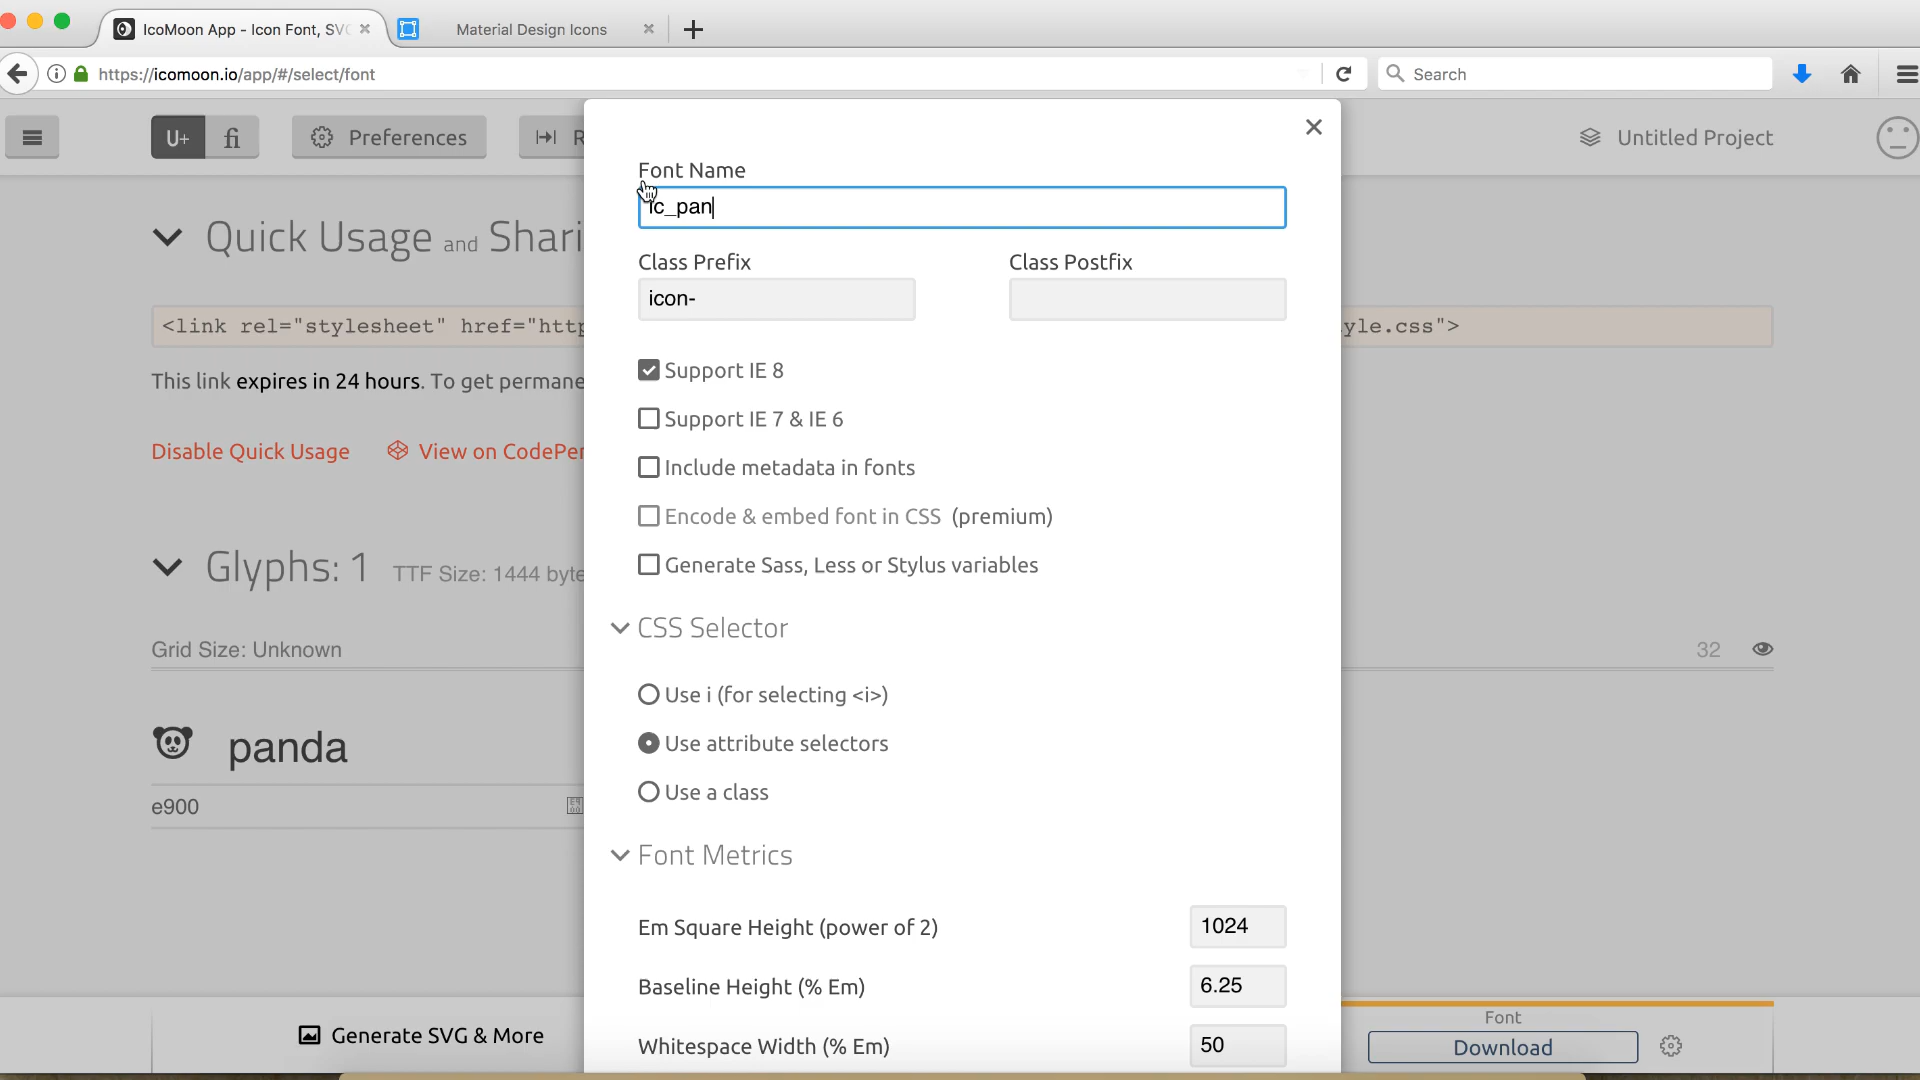 IcoMoon App - Icon Font, SVG
Material Design Icons
https://icomoon.io/app/#/select/font
Search
U+
fi
Preferences
R
Untitled Project
Quick Usage and Shari
<link rel="stylesheet" href="http
yle.css">
This link expires in 24 hours. To get permane
Disable Quick Usage
View on CodePen
Glyphs: 1
TTF Size: 1444 byte
Grid Size: Unknown
32
panda
e900
Generate SVG & More
Font
Download
Font Name
ic_pan
Class Prefix
Class Postfix
icon-
Support IE 8
Support IE 7 & IE 6
Include metadata in fonts
Encode & embed font in CSS (premium)
Generate Sass, Less or Stylus variables
CSS Selector
Use i (for selecting <i>)
Use attribute selectors
Use a class
Font Metrics
Em Square Height (power of 2)
1024
Baseline Height (% Em)
6.25
Whitespace Width (% Em)
50